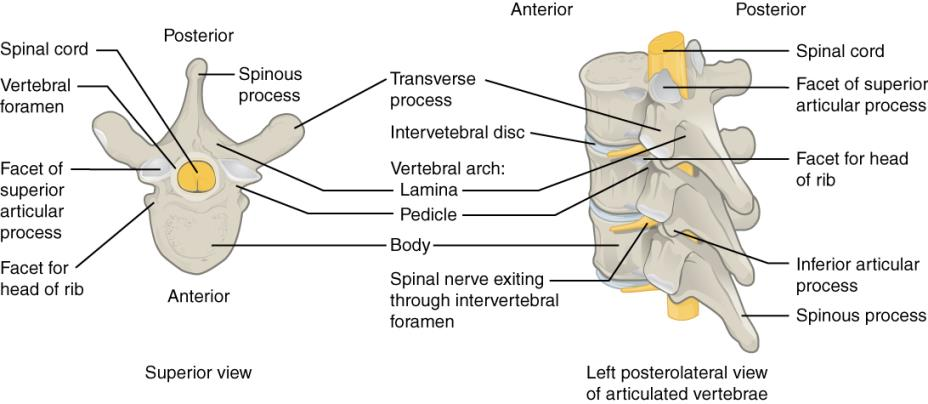 Anterior
Posterior
Posterior
Spinal cord
Vertebral
foramen
Facet of
superior
articular
process
Facet for
head of rib
Spinous
process
Anterior
Superior view
Transverse
process
Intervetebral disc
Vertebral arch:
Lamina
Pedicle
Body
Spinal nerve exiting
through intervertebral
foramen
Spinal cord
Facet of superior
articular process
Facet for head
of rib
Inferior articular
process
Spinous process
Left posterolateral view
of articulated vertebrae